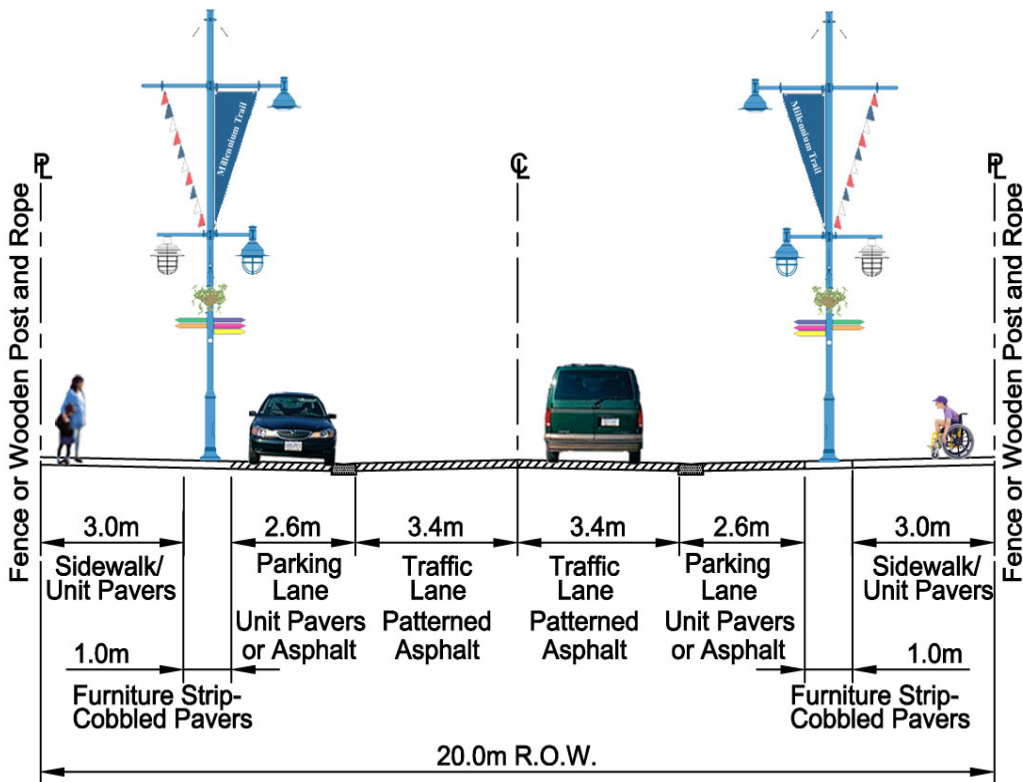 Millennium Trail
Millennium Trail
PL
CL
PL
Fence or Wooden Post and Rope
Fence or Wooden Post and Rope
3.0m
2.6m
3.4m
3.4m
2.6m
3.0m
Sidewalk/
Unit Pavers
Parking
Lane
Unit Pavers
or Asphalt
Traffic
Lane
Patterned
Asphalt
Traffic
Lane
Patterned
Asphalt
Parking
Lane
Unit Pavers
or Asphalt
Sidewalk/
Unit Pavers
1.0m
Furniture Strip-
Cobbled Pavers
1.0m
Furniture Strip-
Cobbled Pavers
20.0m R.O.W.